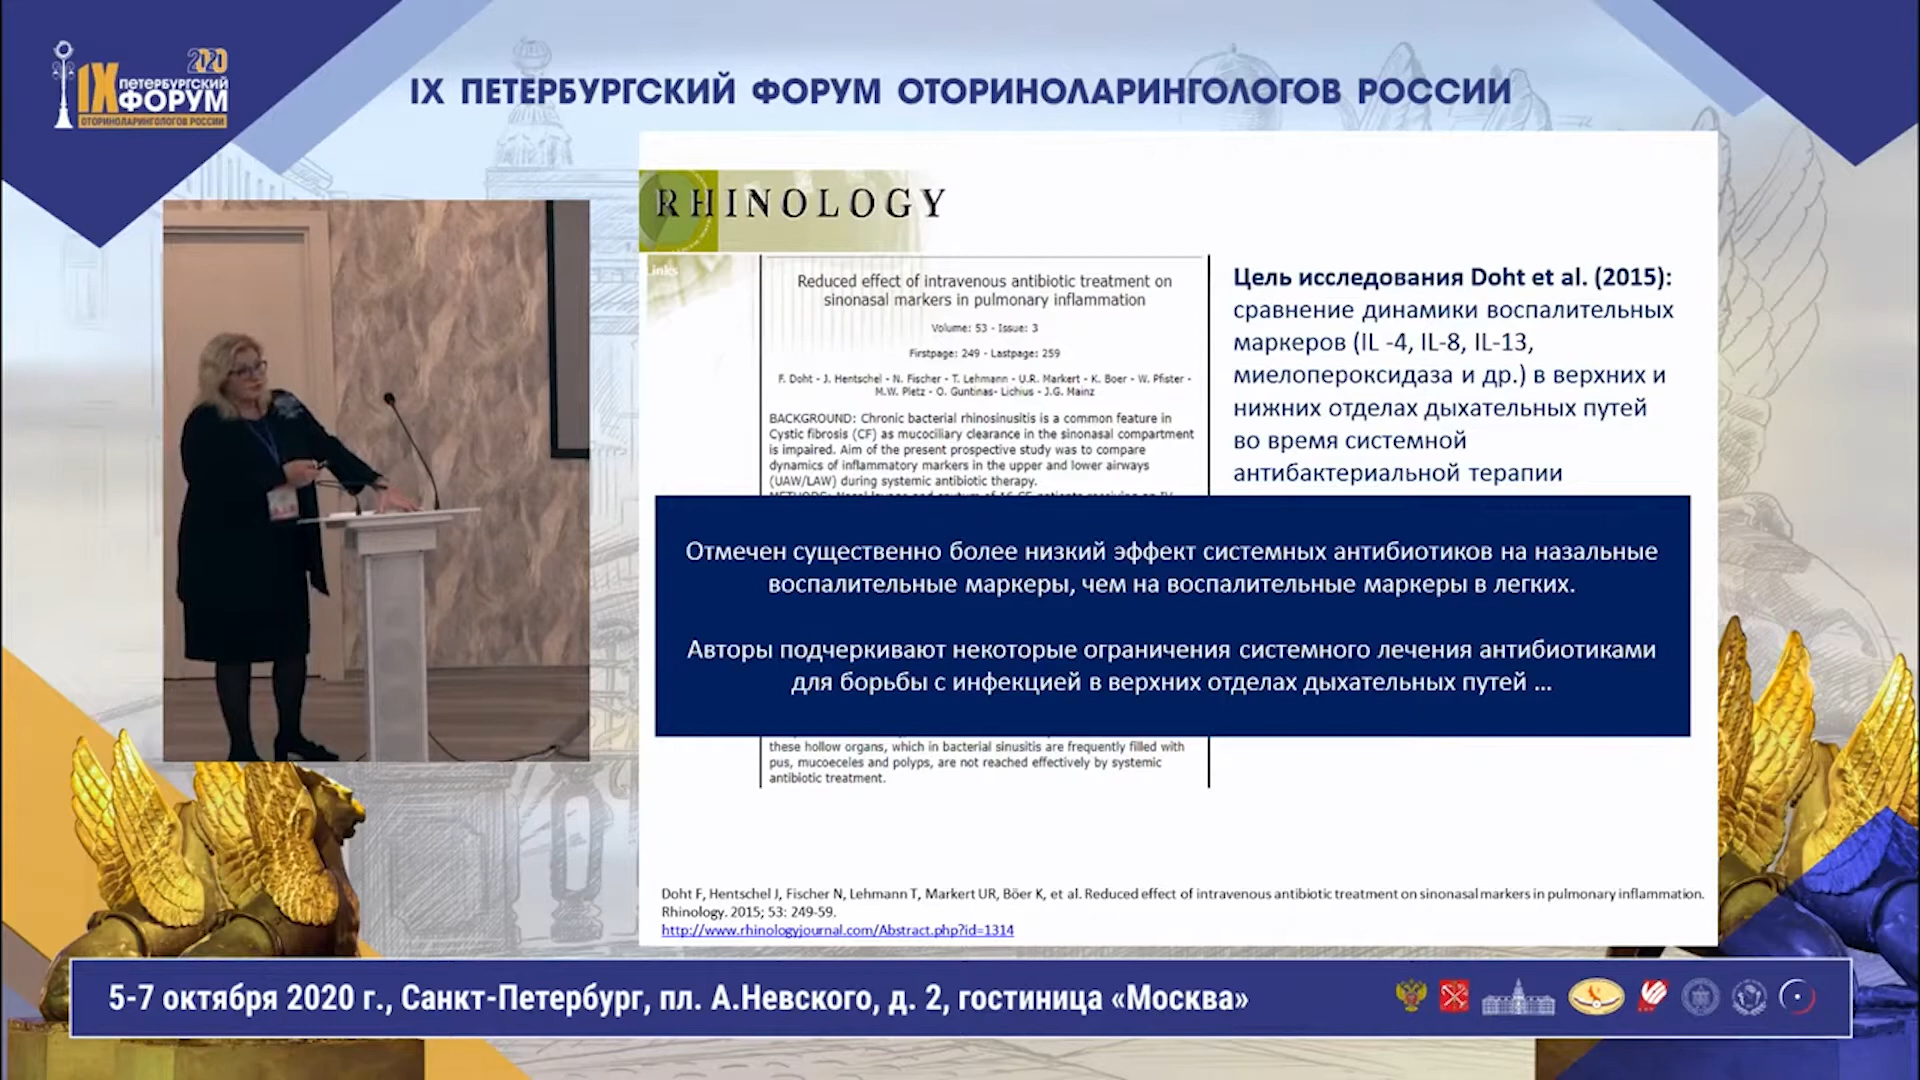 2020
IX ПЕТЕРБУРГСКИЙ
ФОРУМ
ОТОРИНОЛАРИНГОЛОГОВ РОССИИ
IX ПЕТЕРБУРГСКИЙ ФОРУМ ОТОРИНОЛАРИНГОЛОГОВ РОССИИ
RHINOLOGY
Links
Reduced effect of intravenous antibiotic treatment on
sinonasal markers in pulmonary inflammation
Volume: 53 - Issue: 3
Firstpage: 249 - Lastpage: 259
F. Doht - J. Hentschel - N. Fischer - T. Lehmann - U.R. Markert - K. Boer - W. Pfister -
M.W. Pletz - O. Guntinas- Lichius - J.G. Mainz
BACKGROUND: Chronic bacterial rhinosinusitis is a common feature in
Cystic fibrosis (CF) as mucociliary clearance in the sinonasal compartment
is impaired. Aim of the present prospective study was to compare
dynamics of inflammatory markers in the upper and lower airways
(UAW/LAW) during systemic antibiotic therapy.
Цель исследования Doht et al. (2015):
сравнение динамики воспалительных
маркеров (IL -4, IL-8, IL-13,
миелопероксидаза и др.) в верхних и
нижних отделах дыхательных путей
во время системной
антибактериальной терапии
Отмечен существенно более низкий эффект системных антибиотиков на назальные
воспалительные маркеры, чем на воспалительные маркеры в легких.
Авторы подчеркивают некоторые ограничения системного лечения антибиотиками
для борьбы с инфекцией в верхних отделах дыхательных путей ...
these hollow organs, which in bacterial sinusitis are frequently filled with
pus, mucoeceles and polyps, are not reached effectively by systemic
antibiotic treatment.
Doht F, Hentschel J, Fischer N, Lehmann T, Markert UR, Böer K, et al. Reduced effect of intravenous antibiotic treatment on sinonasal markers in pulmonary inflammation.
Rhinology. 2015; 53: 249-59.
http://www.rhinologyjournal.com/Abstract.php?id=1314
5-7 октября 2020 г., Санкт-Петербург, пл. А.Невского, д. 2, гостиница «Москва»